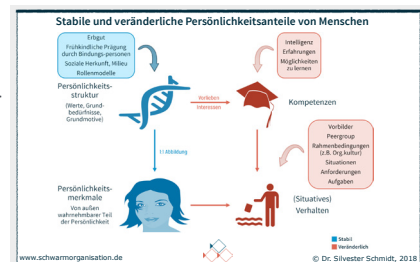 Stabile und veränderliche Persönlichkeitsanteile von Menschen
Erbgut
Frühkindliche Prägung
durch Bindungs-personen
Soziale Herkunft, Milieu
Rollenmodelle
Intelligenz
Erfahrungen
Möglichkeiten
zu lernen
Persönlichkeits-
struktur
(Werte, Grund-
bedürfnisse,
Grundmotive)
Vorlieben
Interessen
Kompetenzen
1:1 Abbildung
Vorbilder
Peergroup
Rahmenbedingungen
(z.B. Org.kultur)
Situationen
Anforderungen
Aufgaben
Persönlichkeits-
merkmale
Von außen
wahrnehmbarer Teil
der Persönlichkeit
(Situatives)
Verhalten
Stabil
Veränderlich
www.schwarmorganisation.de
© Dr. Silvester Schmidt, 2018